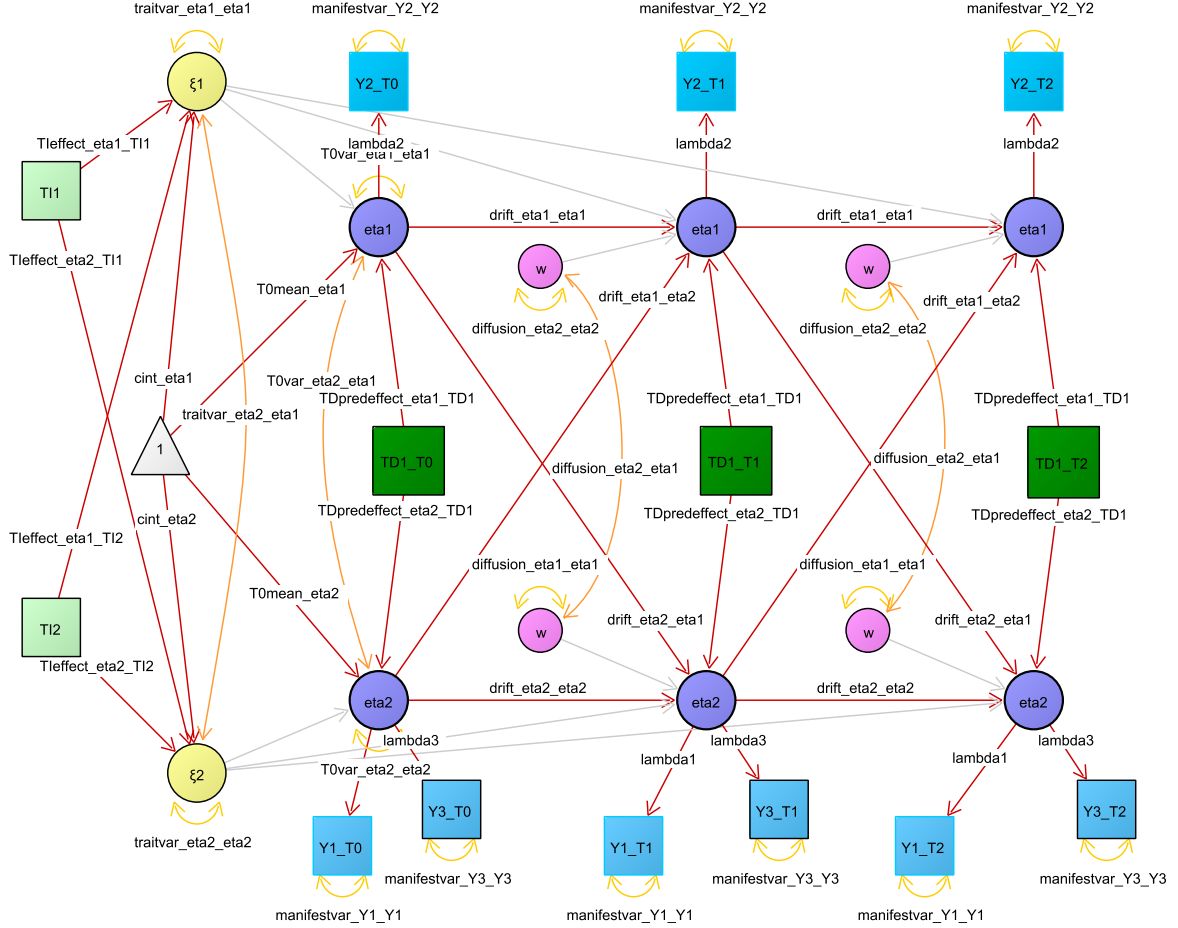 traitvar_eta1_eta1
manifestvar_Y2_Y2
manifestvar_Y2_Y2
manifestvar_Y2_Y2
ξ1
Y2_T0
Y2_T1
Y2_T2
TIeffect_eta1_TI1
lambda2
lambda2
lambda2
T0var_eta1_eta1
TI1
eta1
drift_eta1_eta1
eta1
drift_eta1_eta1
eta1
TIeffect_eta2_TI1
w
w
T0mean_eta1
drift_eta1_eta2
drift_eta1_eta2
diffusion_eta2_eta2
diffusion_eta2_eta2
cint_eta1
T0var_eta2_eta1
TDpredeffect_eta1_TD1
TDpredeffect_eta1_TD1
TDpredeffect_eta1_TD1
traitvar_eta2_eta1
1
TD1_T0
TD1_T1
TD1_T2
diffusion_eta2_eta1
diffusion_eta2_eta1
cint_eta2
TDpredeffect_eta2_TD1
TDpredeffect_eta2_TD1
TDpredeffect_eta2_TD1
TIeffect_eta1_TI2
diffusion_eta1_eta1
diffusion_eta1_eta1
T0mean_eta2
TI2
w
drift_eta2_eta1
w
drift_eta2_eta1
TIeffect_eta2_TI2
eta2
drift_eta2_eta2
eta2
drift_eta2_eta2
eta2
lambda3
lambda3
lambda3
lambda1
lambda1
T0var_eta2_eta2
ξ2
Y3_T0
Y3_T1
Y3_T2
traitvar_eta2_eta2
Y1_T0
Y1_T1
Y1_T2
manifestvar_Y3_Y3
manifestvar_Y3_Y3
manifestvar_Y3_Y3
manifestvar_Y1_Y1
manifestvar_Y1_Y1
manifestvar_Y1_Y1